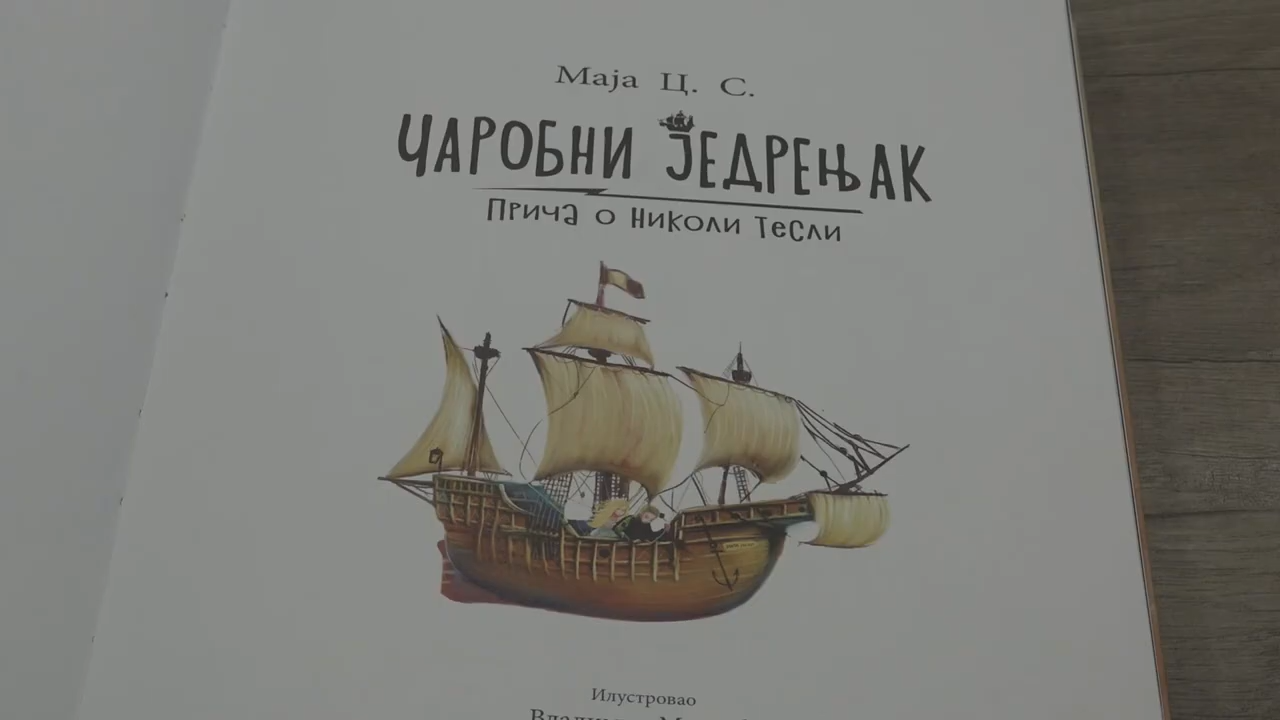 Маја Ц. С.
ЧАРОБНИ ЈЕДРЕЊАК
Прича о Николи Тесли
Илустровао